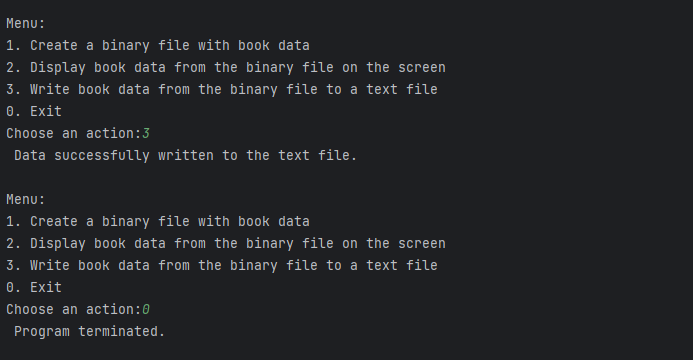 Menu:
1. Create a binary file with book data
2. Display book data from the binary file on the screen
3. Write book data from the binary file to a text file
0. Exit
Choose an action:3
Data successfully written to the text file.
Menu:
1. Create a binary file with book data
2. Display book data from the binary file on the screen
3. Write book data from the binary file to a text file
0. Exit
Choose an action:0
Program terminated.